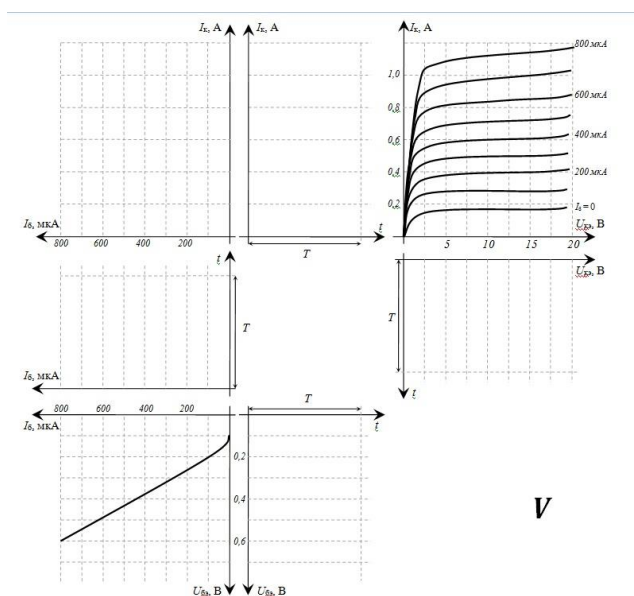 Iк, А
Iк, А
Iк, А
800 мкА
1,0
600 мкА
0,8
0,6
400 мкА
0,4
200 мкА
0,2
Iб = 0
Iб, мкА
t
Uкэ, В
800
600
400
200
T
5
10
15
20
t
Uкэ, В
T
T
Iб, мкА
t
800
600
400
200
T
Iб, мкА
t
0,2
0,4
0,6
V
Uбэ, В
Uбэ, В